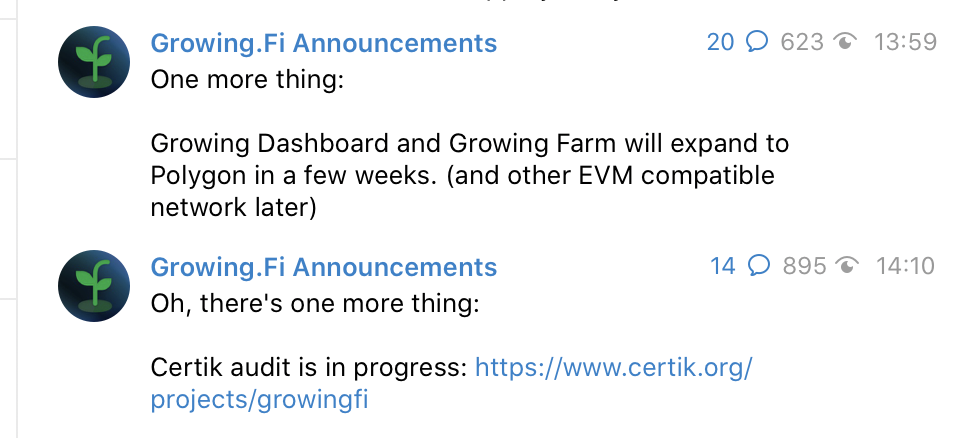 Growing.Fi Announcements 20 623 13:59
One more thing:
Growing Dashboard and Growing Farm will expand to
Polygon in a few weeks. (and other EVM compatible
network later)
Growing.Fi Announcements 14 895 14:10
Oh, there's one more thing:
Certik audit is in progress: https://www.certik.org/
projects/growingfi